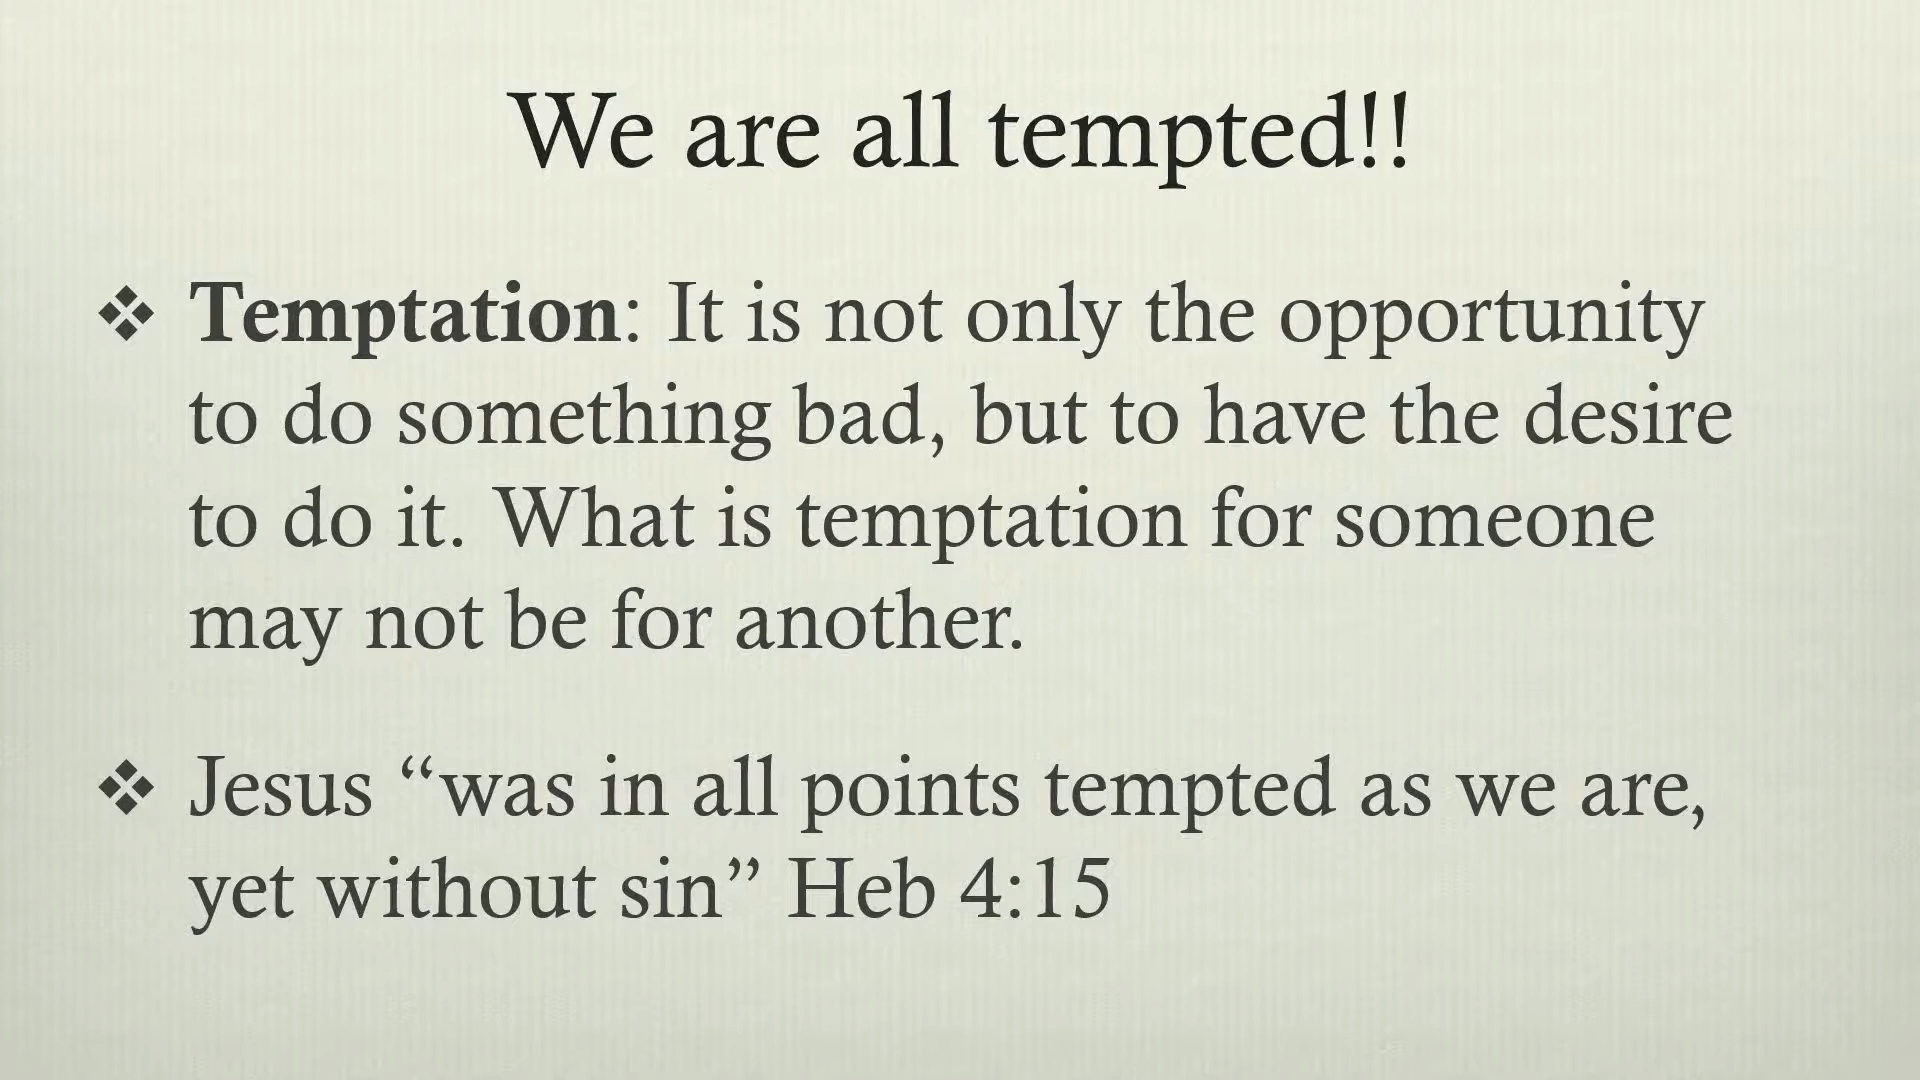 We are all tempted!!
❖ Temptation: It is not only the opportunity
to do something bad, but to have the desire
to do it. What is temptation for someone
may not be for another.
❖ Jesus “was in all points tempted as we are,
yet without sin” Heb 4:15